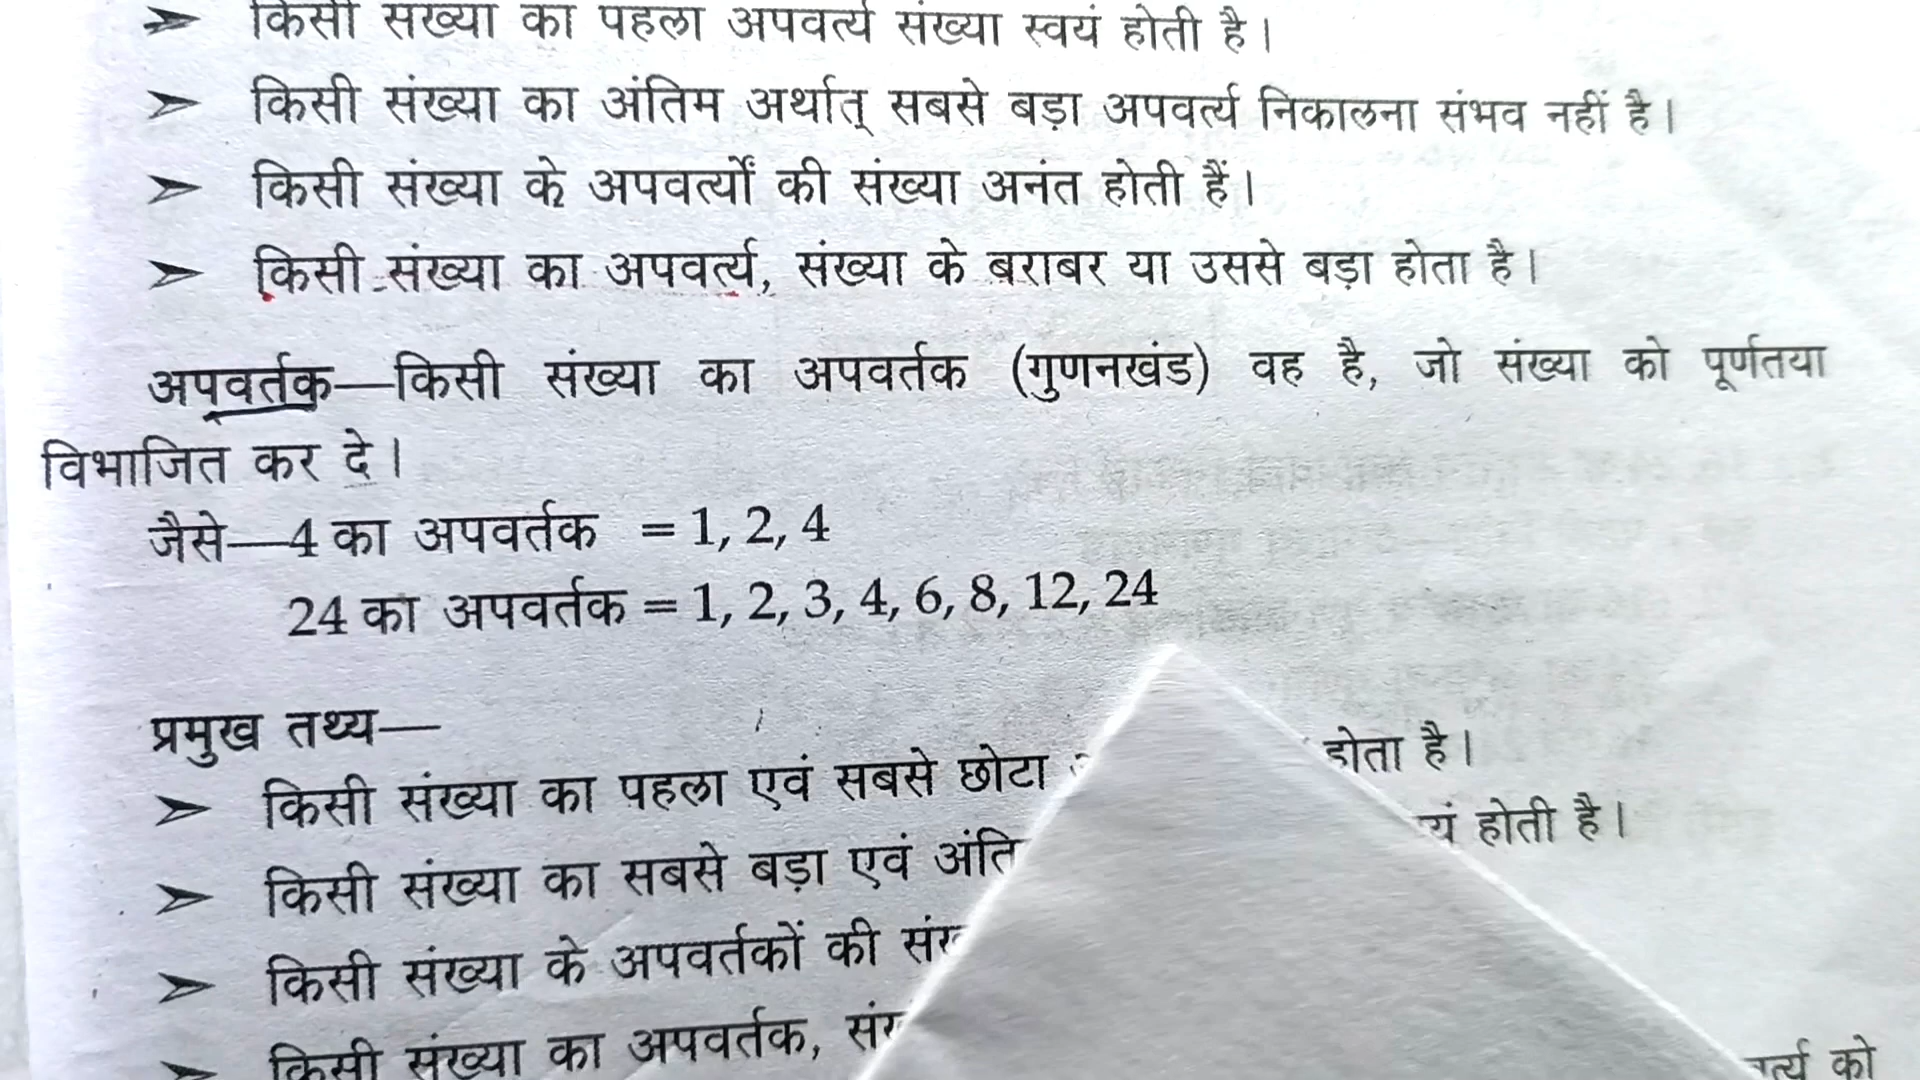 ➢ किसी संख्या का पहला अपवर्त्य संख्या स्वयं होती है।
➢ किसी संख्या का अंतिम अर्थात् सबसे बड़ा अपवर्त्य निकालना संभव नहीं है।
➢ किसी संख्या के अपवर्त्यों की संख्या अनंत होती हैं।
➢ किसी संख्या का अपवर्त्य, संख्या के बराबर या उससे बड़ा होता है।
अपवर्तक—किसी संख्या का अपवर्तक (गुणनखंड) वह है, जो संख्या को पूर्णतया
विभाजित कर दे।
जैसे—4 का अपवर्तक = 1, 2, 4
24 का अपवर्तक = 1, 2, 3, 4, 6, 8, 12, 24
प्रमुख तथ्य—
➢ किसी संख्या का पहला एवं सबसे छोटा होता है।
➢ किसी संख्या का सबसे बड़ा एवं होती है।
➢ किसी संख्या के अपवर्तकों की
➢ किसी संख्या का अपवर्तक, को